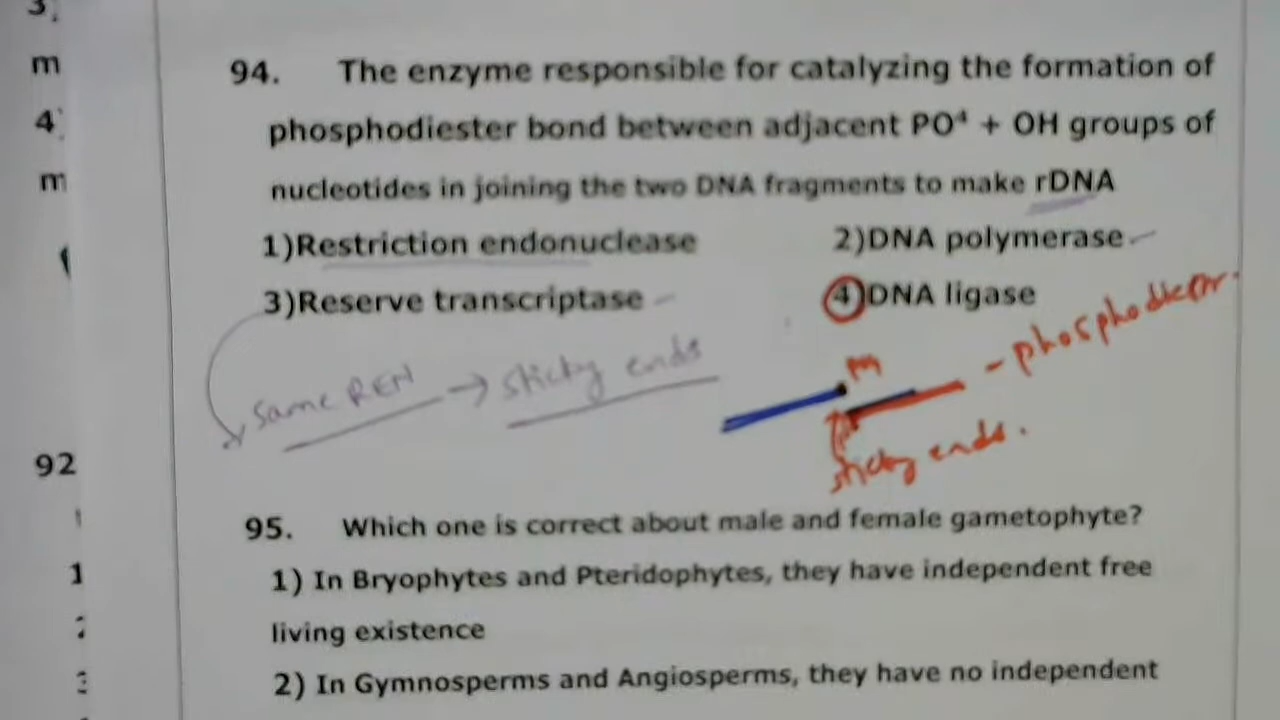 3,
m
4
m
94. The enzyme responsible for catalyzing the formation of
phosphodiester bond between adjacent PO⁴ + OH groups of
nucleotides in joining the two DNA fragments to make rDNA
1)Restriction endonuclease 2)DNA polymerase
3)Reserve transcriptase 4)DNA ligase
same REN → sticky ends
m - phosphodiester
sticky ends.
92
95. Which one is correct about male and female gametophyte?
1
1) In Bryophytes and Pteridophytes, they have independent free
living existence
2) In Gymnosperms and Angiosperms, they have no independent